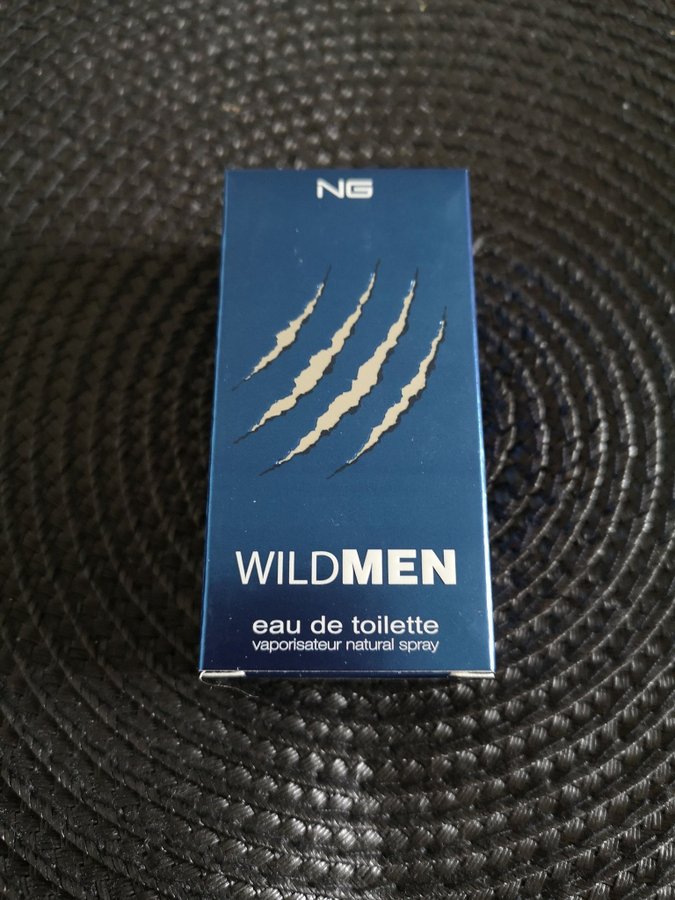 NG
WILDMEN
eau de toilette
vaporisateur natural spray